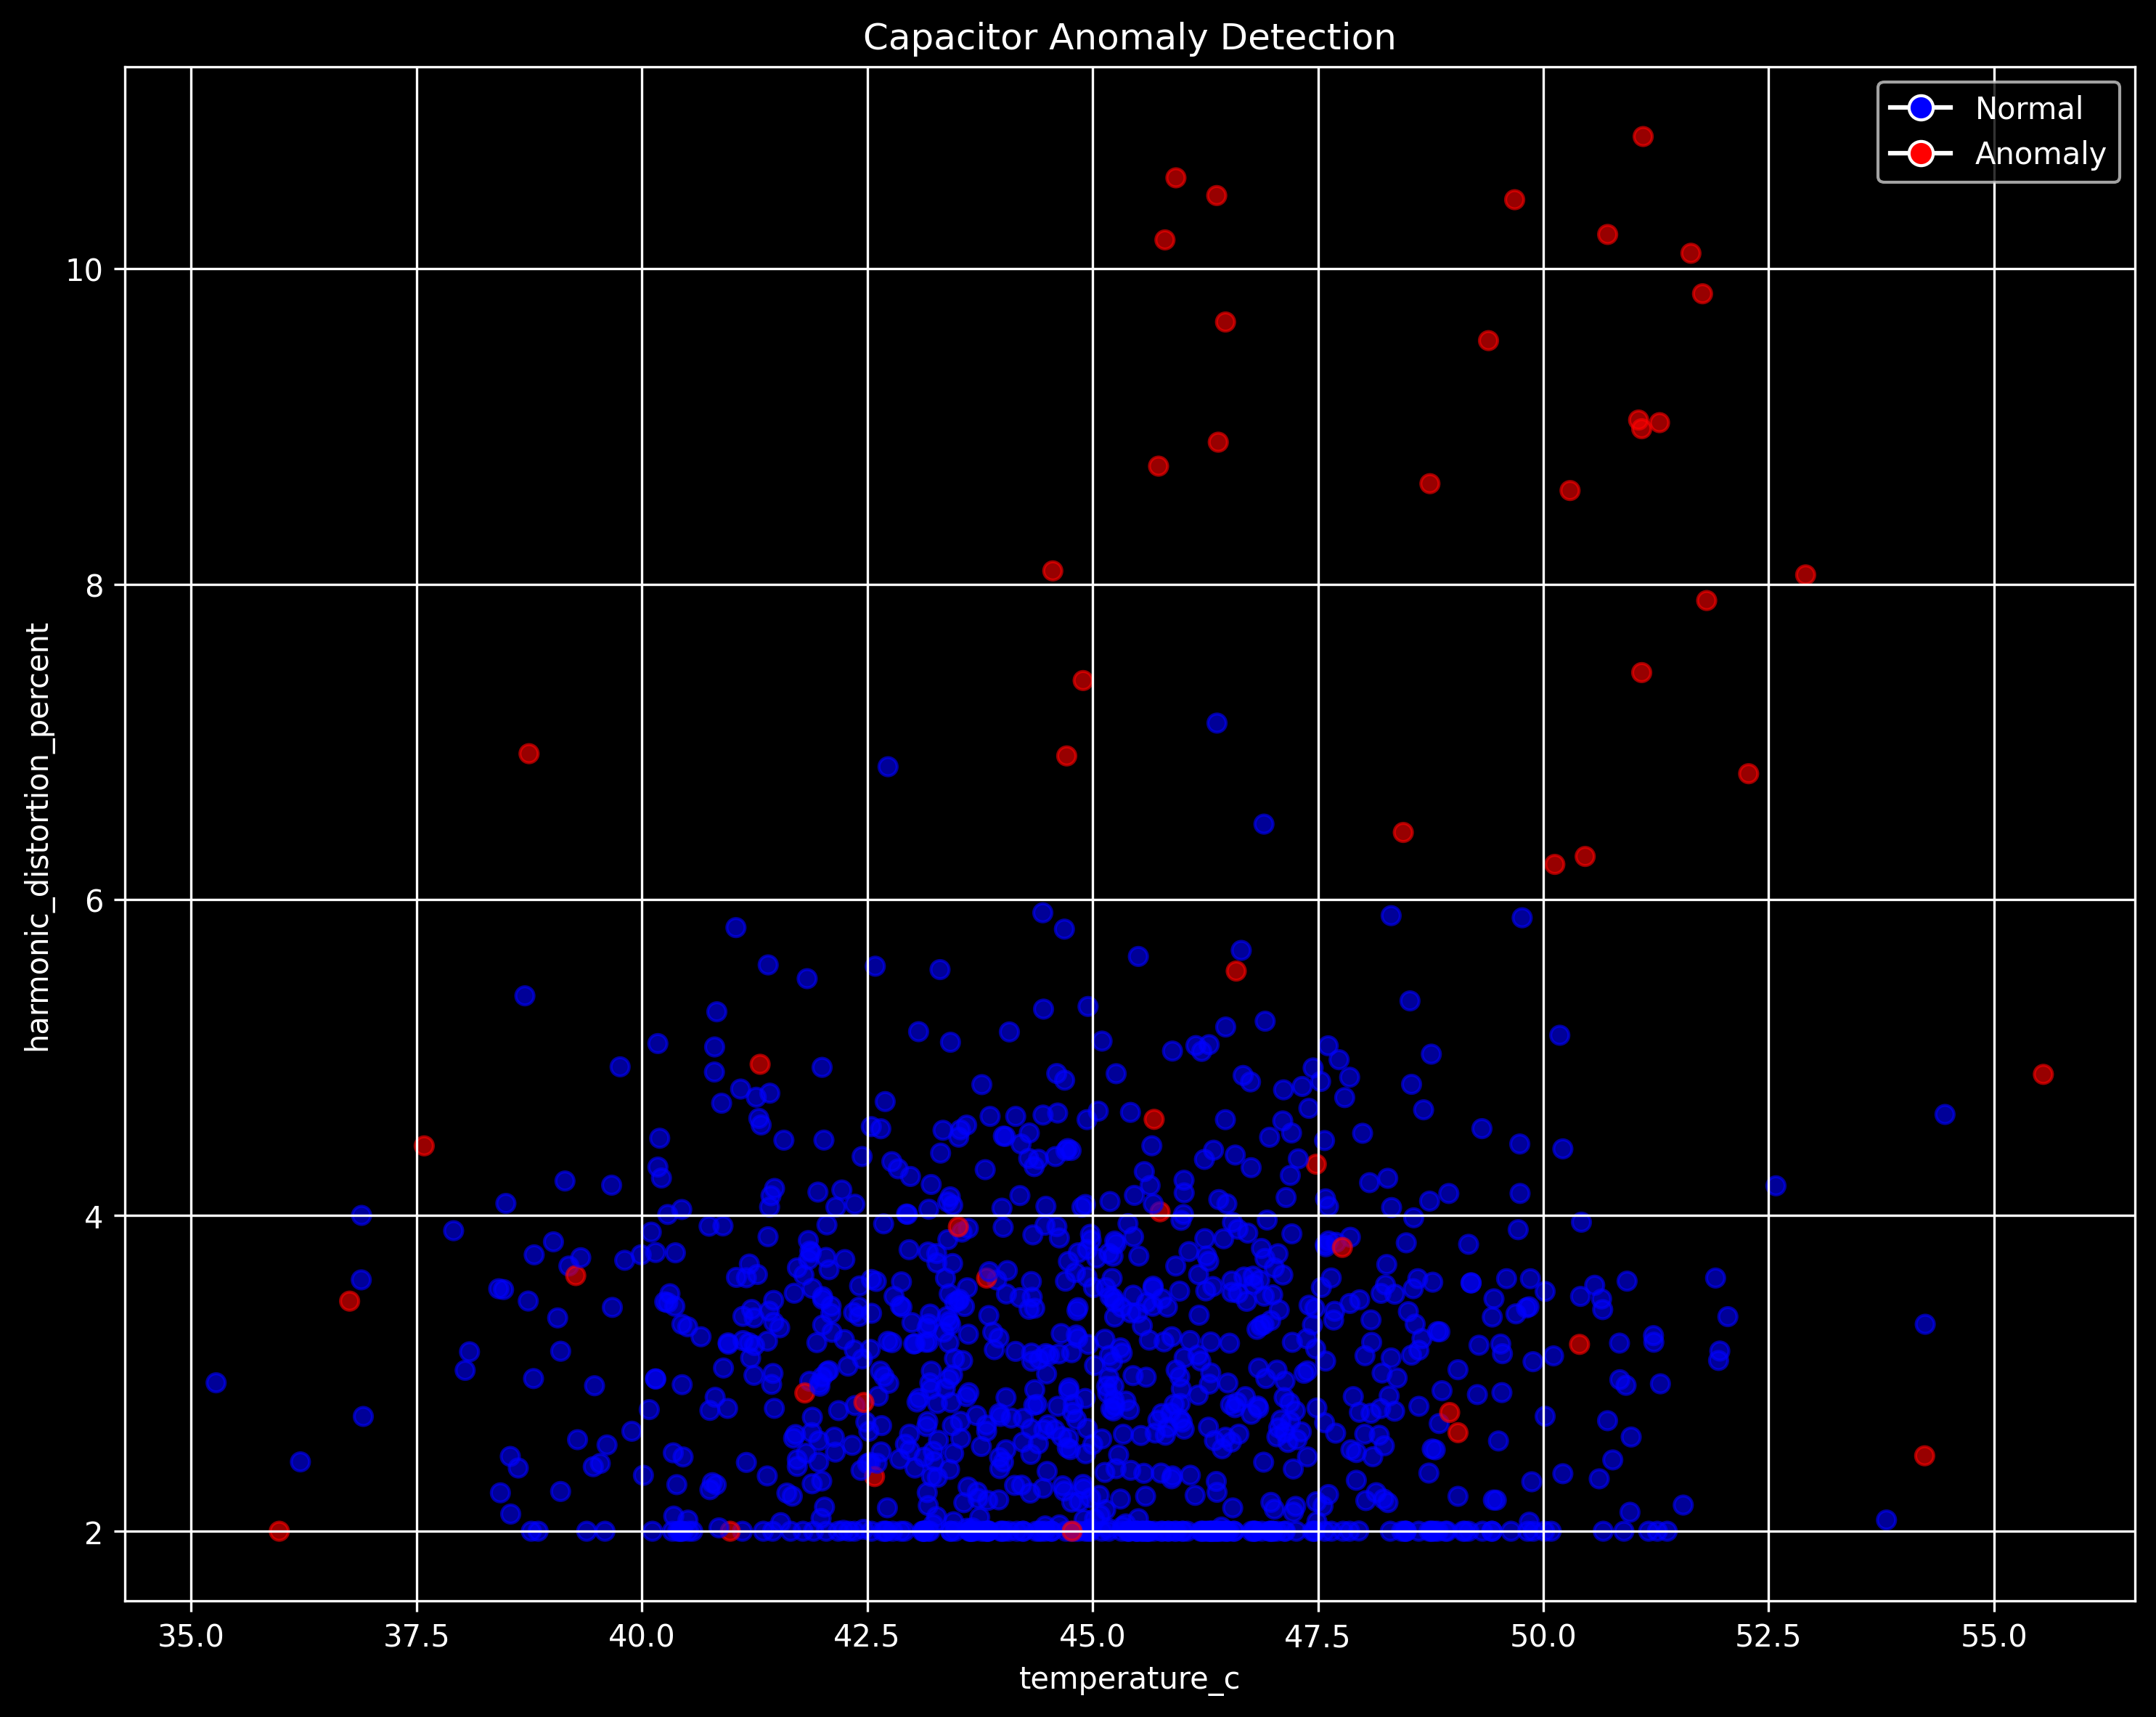 Capacitor Anomaly Detection
Normal
Anomaly
harmonic_distortion_percent
10
8
6
4
2
35.0 37.5 40.0 42.5 45.0 47.5 50.0 52.5 55.0
temperature_c